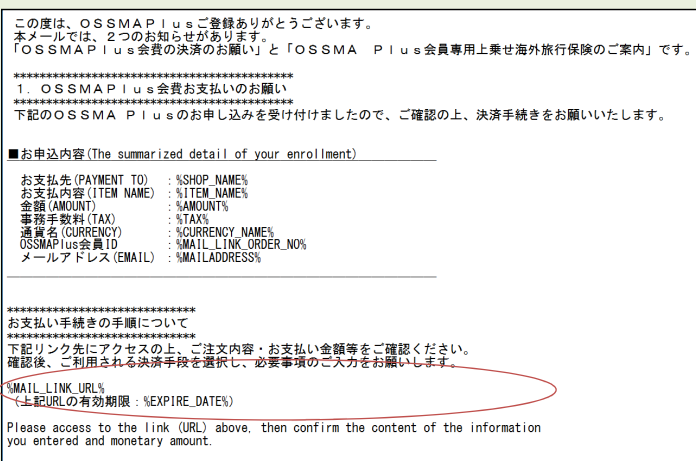 この度は、OSSMAPlusご登録ありがとうございます。
本メールでは、2つのお知らせがあります。
「OSSMAPlus会費の決済のお願い」と「OSSMA Plus会員専用上乗せ海外旅行保険のご案内」です。
*******************************************
1. OSSMAPlus会費お支払いのお願い
*******************************************
下記のOSSMA Plusのお申し込みを受け付けましたので、ご確認の上、決済手続きをお願いいたします。
■お申込内容(The summarized detail of your enrollment)
お支払先(PAYMENT TO) :%SHOP_NAME%
お支払内容(ITEM NAME) :%ITEM_NAME%
金額(AMOUNT) :%AMOUNT%
事務手数料(TAX) :%TAX%
通貨名(CURRENCY) :%CURRENCY_NAME%
OSSMAPlus会員ID :%MAIL_LINK_ORDER_NO%
メールアドレス(EMAIL) :%MAILADDRESS%
*****************************
お支払い手続きの手順について
*****************************
下記リンク先にアクセスの上、ご注文内容・お支払い金額等をご確認ください。
確認後、ご利用される決済手段を選択し、必要事項のご入力をお願いします。
%MAIL_LINK_URL%
(上記URLの有効期限:%EXPIRE_DATE%)
Please access to the link (URL) above, then confirm the content of the information
you entered and monetary amount.